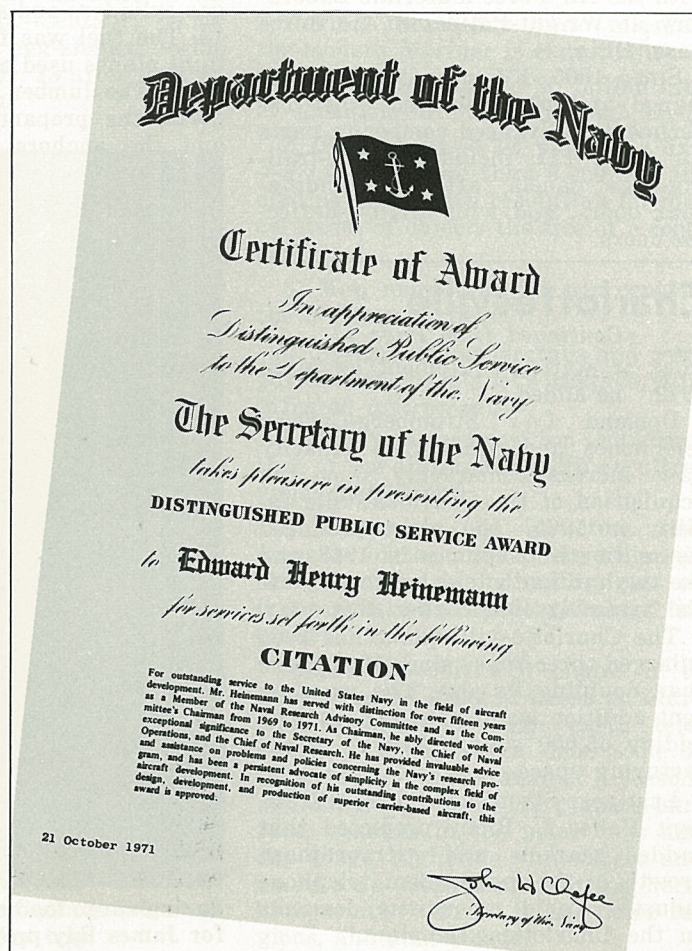 Department of the Navy
Certificate of Award
In appreciation of
Distinguished Public Service
to the Department of the Navy
The Secretary of the Navy
takes pleasure in presenting the
DISTINGUISHED PUBLIC SERVICE AWARD
to Edward Henry Heinemann
for services set forth in the following
CITATION
For outstanding service to the United States Navy in the field of aircraft
development. Mr. Heinemann has served with distinction for over fifteen years
as a Member of the Naval Research Advisory Committee and as the Com-
mittee's Chairman from 1969 to 1971. As Chairman, he ably directed work of
exceptional significance to the Secretary of the Navy, the Chief of Naval
Operations, and the Chief of Naval Research. He has provided invaluable advice
and assistance on problems and policies concerning the Navy's research pro-
gram, and has been a persistent advocate of simplicity in the complex field of
aircraft development. In recognition of his outstanding contributions to the
design, development, and production of superior carrier-based aircraft, this
award is approved.
21 October 1971
John H Chafee
Secretary of the Navy